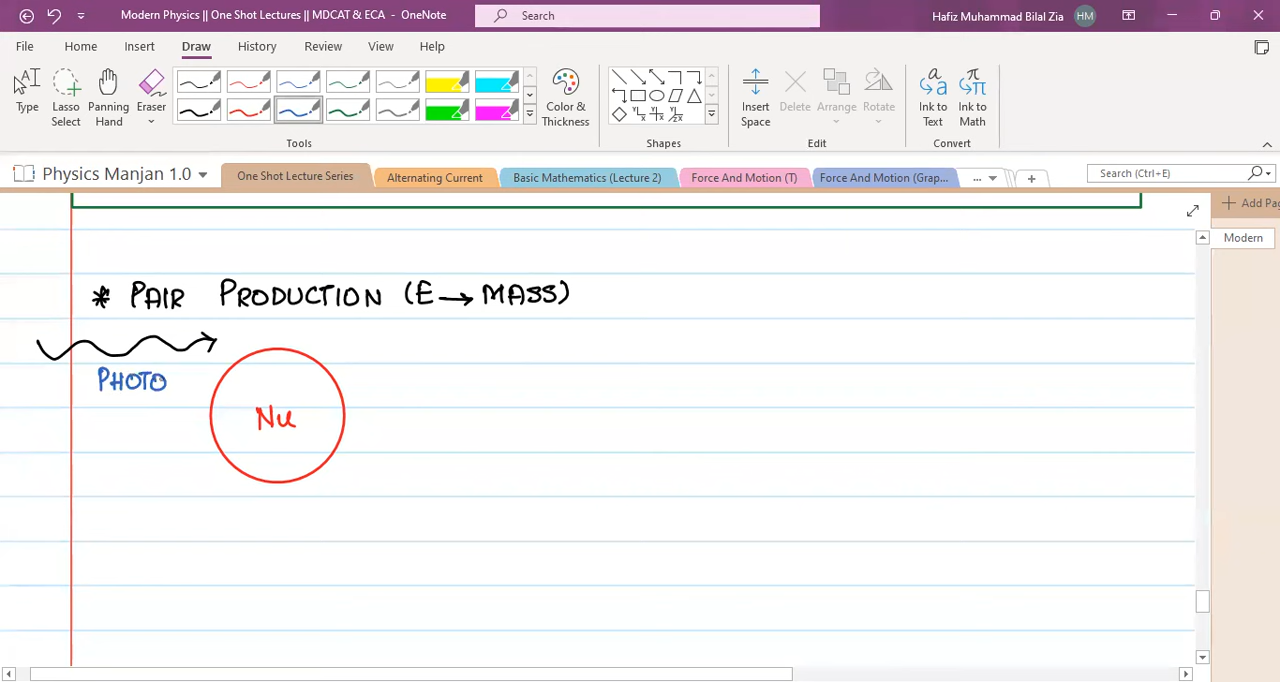 Modern Physics || One Shot Lectures || MDCAT & ECA - OneNote
Search
Hafiz Muhammad Bilal Zia
HM
File Home Insert Draw History Review View Help
Type
Lasso Select
Panning Hand
Eraser
Color & Thickness
Insert Space
Delete
Arrange
Rotate
Ink to Text
Ink to Math
Tools
Shapes
Edit
Convert
Physics Manjan 1.0
One Shot Lecture Series
Alternating Current
Basic Mathematics (Lecture 2)
Force And Motion (T)
Force And Motion (Grap...
...
Search (Ctrl+E)
Add Pag
Modern
* PAIR PRODUCTION (E → MASS)
PHOTO
Nu